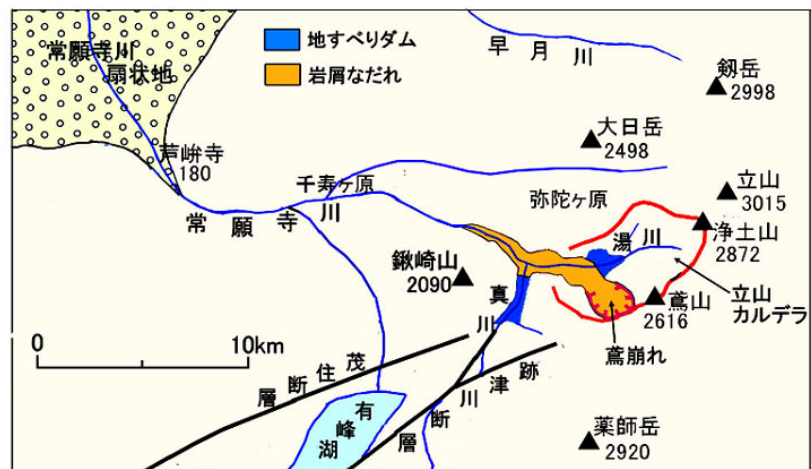 地すべりダム
岩屑なだれ
常願寺川
扇状地
早月川
剱岳
2998
大日岳
2498
芦峅寺
180
千寿ヶ原
弥陀ヶ原
立山
3015
常願寺川
湯川
浄土山
2872
鍬崎山
2090
真川
鳶山
2616
立山
カルデラ
鳶崩れ
0
10km
層断住茂
有峰湖
層断川津跡
薬師岳
2920